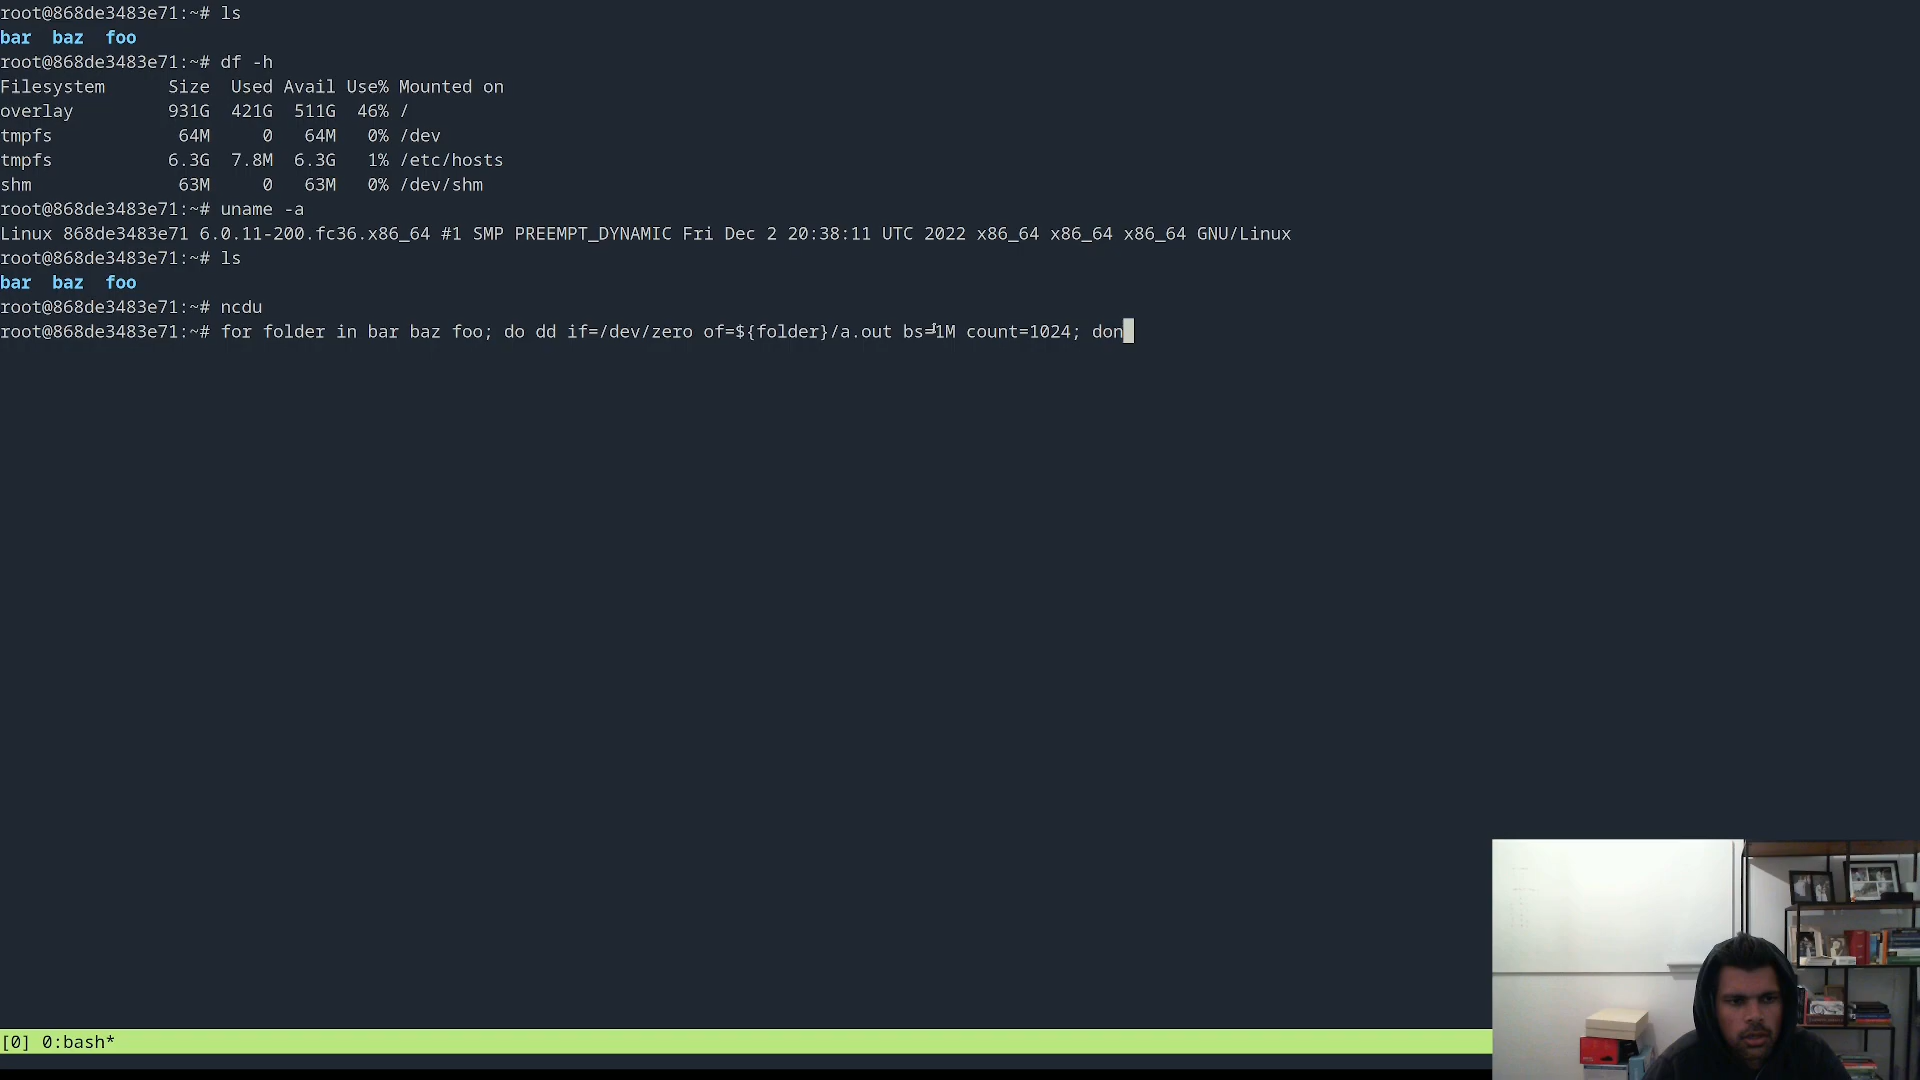 root@868de3483e71:~# ls
bar  baz  foo
root@868de3483e71:~# df -h
Filesystem      Size  Used Avail Use% Mounted on
overlay         931G  421G  511G  46% /
tmpfs            64M     0   64M   0% /dev
tmpfs           6.3G  7.8M  6.3G   1% /etc/hosts
shm              63M     0   63M   0% /dev/shm
root@868de3483e71:~# uname -a
Linux 868de3483e71 6.0.11-200.fc36.x86_64 #1 SMP PREEMPT_DYNAMIC Fri Dec 2 20:38:11 UTC 2022 x86_64 x86_64 x86_64 GNU/Linux
root@868de3483e71:~# ls
bar  baz  foo
root@868de3483e71:~# ncdu
root@868de3483e71:~# for folder in bar baz foo; do dd if=/dev/zero of=${folder}/a.out bs=1M count=1024; don
[0] 0:bash*